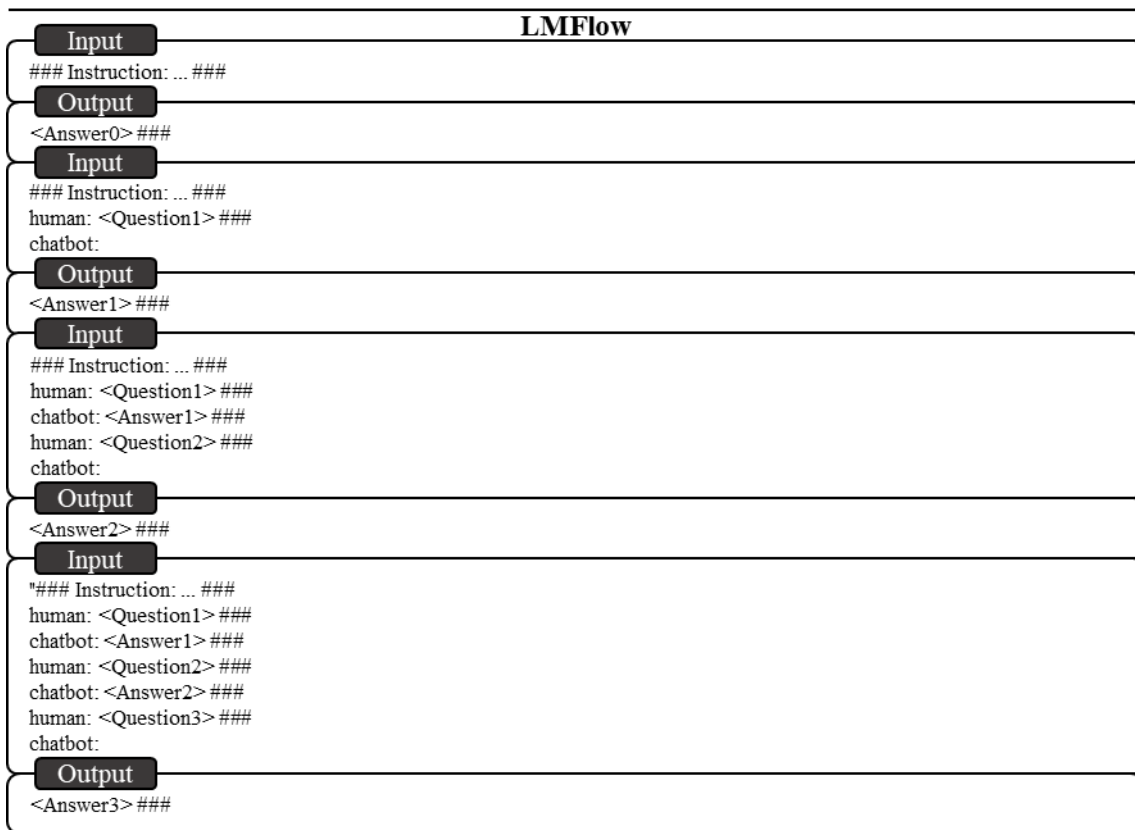 LMFlow
Input
### Instruction: ... ###
Output
<Answer0> ###
Input
### Instruction: ... ###
human: <Question1> ###
chatbot:
Output
<Answer1> ###
Input
### Instruction: ... ###
human: <Question1> ###
chatbot: <Answer1> ###
human: <Question2> ###
chatbot:
Output
<Answer2> ###
Input
"### Instruction: ... ###
human: <Question1> ###
chatbot: <Answer1> ###
human: <Question2> ###
chatbot: <Answer2> ###
human: <Question3> ###
chatbot:
Output
<Answer3> ###